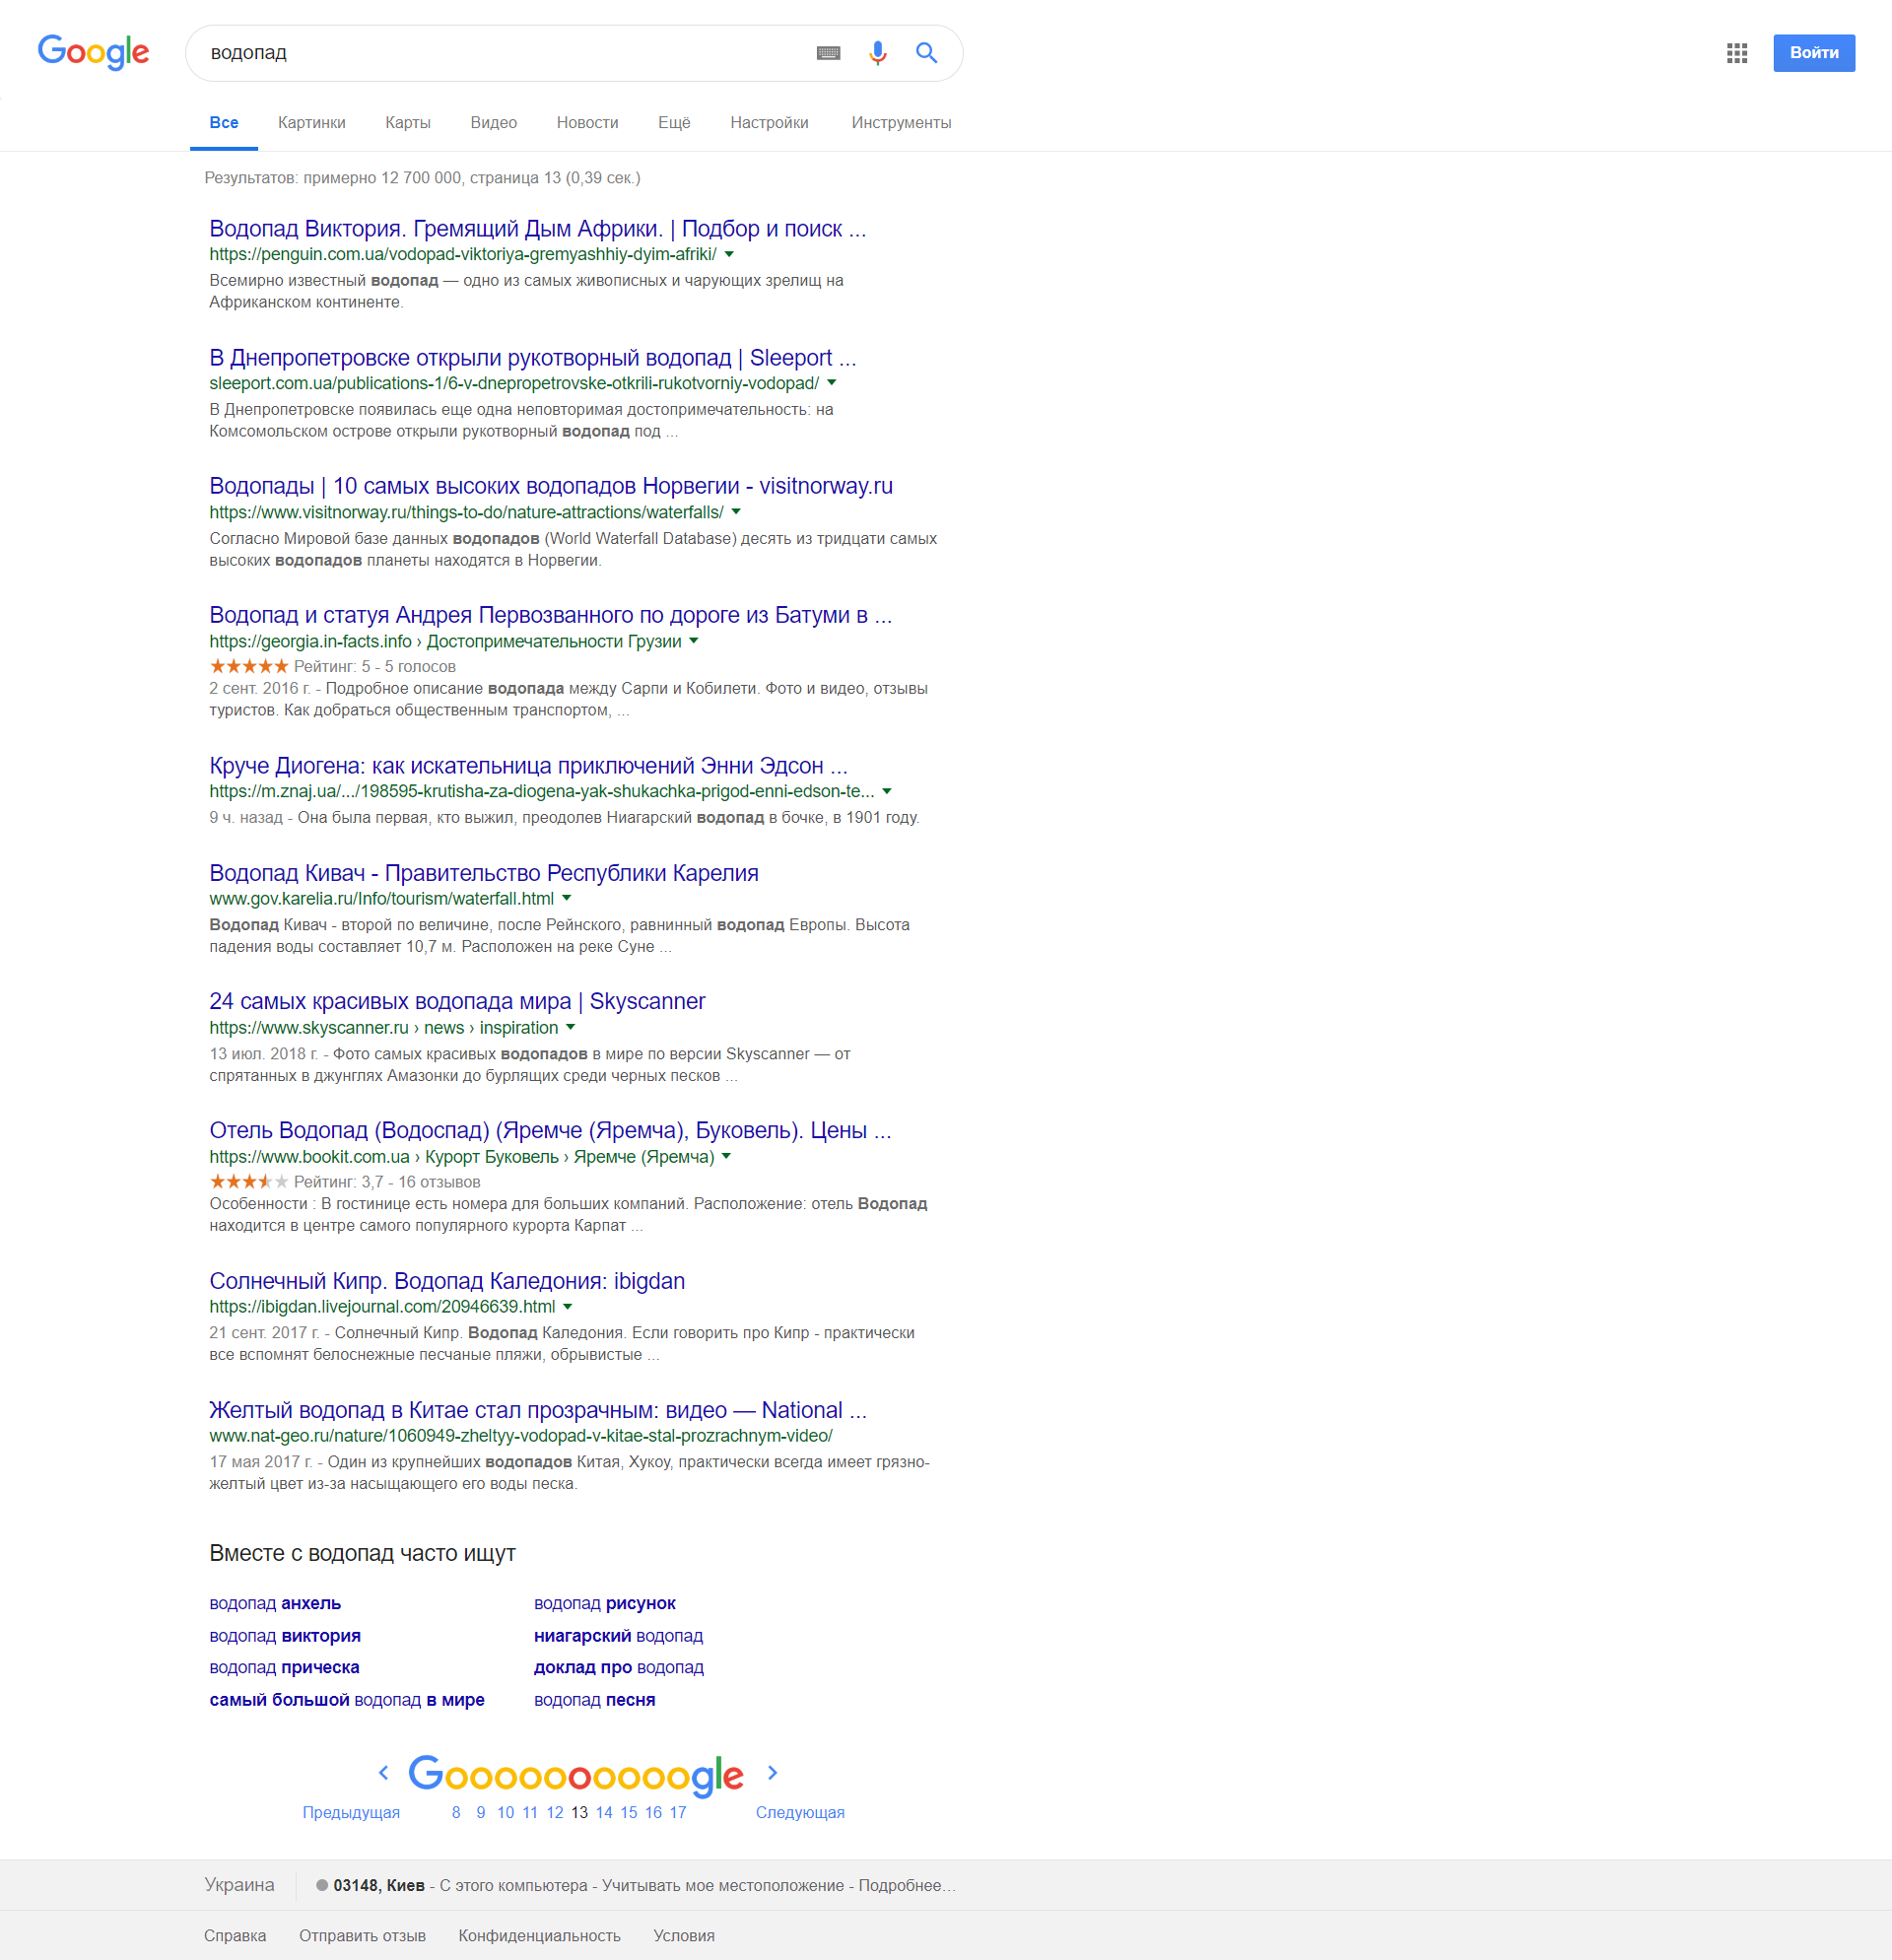 Google
водопад
Войти
Все Картинки Карты Видео Новости Ещё Настройки Инструменты
Результатов: примерно 12 700 000, страница 13 (0,39 сек.)
Водопад Виктория. Гремящий Дым Африки. | Подбор и поиск ...
https://penguin.com.ua/vodopad-viktoriya-gremyashhiy-dyim-afriki/
Всемирно известный водопад — одно из самых живописных и чарующих зрелищ на
Африканском континенте.
В Днепропетровске открыли рукотворный водопад | Sleeport ...
sleeport.com.ua/publications-1/6-v-dnepropetrovske-otkrili-rukotvorniy-vodopad/
В Днепропетровске появилась еще одна неповторимая достопримечательность: на
Комсомольском острове открыли рукотворный водопад под ...
Водопады | 10 самых высоких водопадов Норвегии - visitnorway.ru
https://www.visitnorway.ru/things-to-do/nature-attractions/waterfalls/
Согласно Мировой базе данных водопадов (World Waterfall Database) десять из тридцати самых
высоких водопадов планеты находятся в Норвегии.
Водопад и статуя Андрея Первозванного по дороге из Батуми в ...
https://georgia.in-facts.info › Достопримечательности Грузии
Рейтинг: 5 - 5 голосов
2 сент. 2016 г. - Подробное описание водопада между Сарпи и Кобилети. Фото и видео, отзывы
туристов. Как добраться общественным транспортом, ...
Круче Диогена: как искательница приключений Энни Эдсон ...
https://m.znaj.ua/.../198595-krutisha-za-diogena-yak-shukachka-prigod-enni-edson-te...
9 ч. назад - Она была первая, кто выжил, преодолев Ниагарский водопад в бочке, в 1901 году.
Водопад Кивач - Правительство Республики Карелия
www.gov.karelia.ru/Info/tourism/waterfall.html
Водопад Кивач - второй по величине, после Рейнского, равнинный водопад Европы. Высота
падения воды составляет 10,7 м. Расположен на реке Суне ...
24 самых красивых водопада мира | Skyscanner
https://www.skyscanner.ru › news › inspiration
13 июл. 2018 г. - Фото самых красивых водопадов в мире по версии Skyscanner — от
спрятанных в джунглях Амазонки до бурлящих среди черных песков ...
Отель Водопад (Водоспад) (Яремче (Яремча), Буковель). Цены ...
https://www.bookit.com.ua › Курорт Буковель › Яремче (Яремча)
Рейтинг: 3,7 - 16 отзывов
Особенности : В гостинице есть номера для больших компаний. Расположение: отель Водопад
находится в центре самого популярного курорта Карпат ...
Солнечный Кипр. Водопад Каледония: ibigdan
https://ibigdan.livejournal.com/20946639.html
21 сент. 2017 г. - Солнечный Кипр. Водопад Каледония. Если говорить про Кипр - практически
все вспомнят белоснежные песчаные пляжи, обрывистые ...
Желтый водопад в Китае стал прозрачным: видео — National ...
www.nat-geo.ru/nature/1060949-zheltyy-vodopad-v-kitae-stal-prozrachnym-video/
17 мая 2017 г. - Один из крупнейших водопадов Китая, Хукоу, практически всегда имеет грязно-
желтый цвет из-за насыщающего его воды песка.
Вместе с водопад часто ищут
водопад анхель водопад рисунок
водопад виктория ниагарский водопад
водопад прическа доклад про водопад
самый большой водопад в мире водопад песня
Goooooooooogle
Предыдущая 8 9 10 11 12 13 14 15 16 17 Следующая
Украина 03148, Киев - С этого компьютера - Учитывать мое местоположение - Подробнее…
Справка Отправить отзыв Конфиденциальность Условия